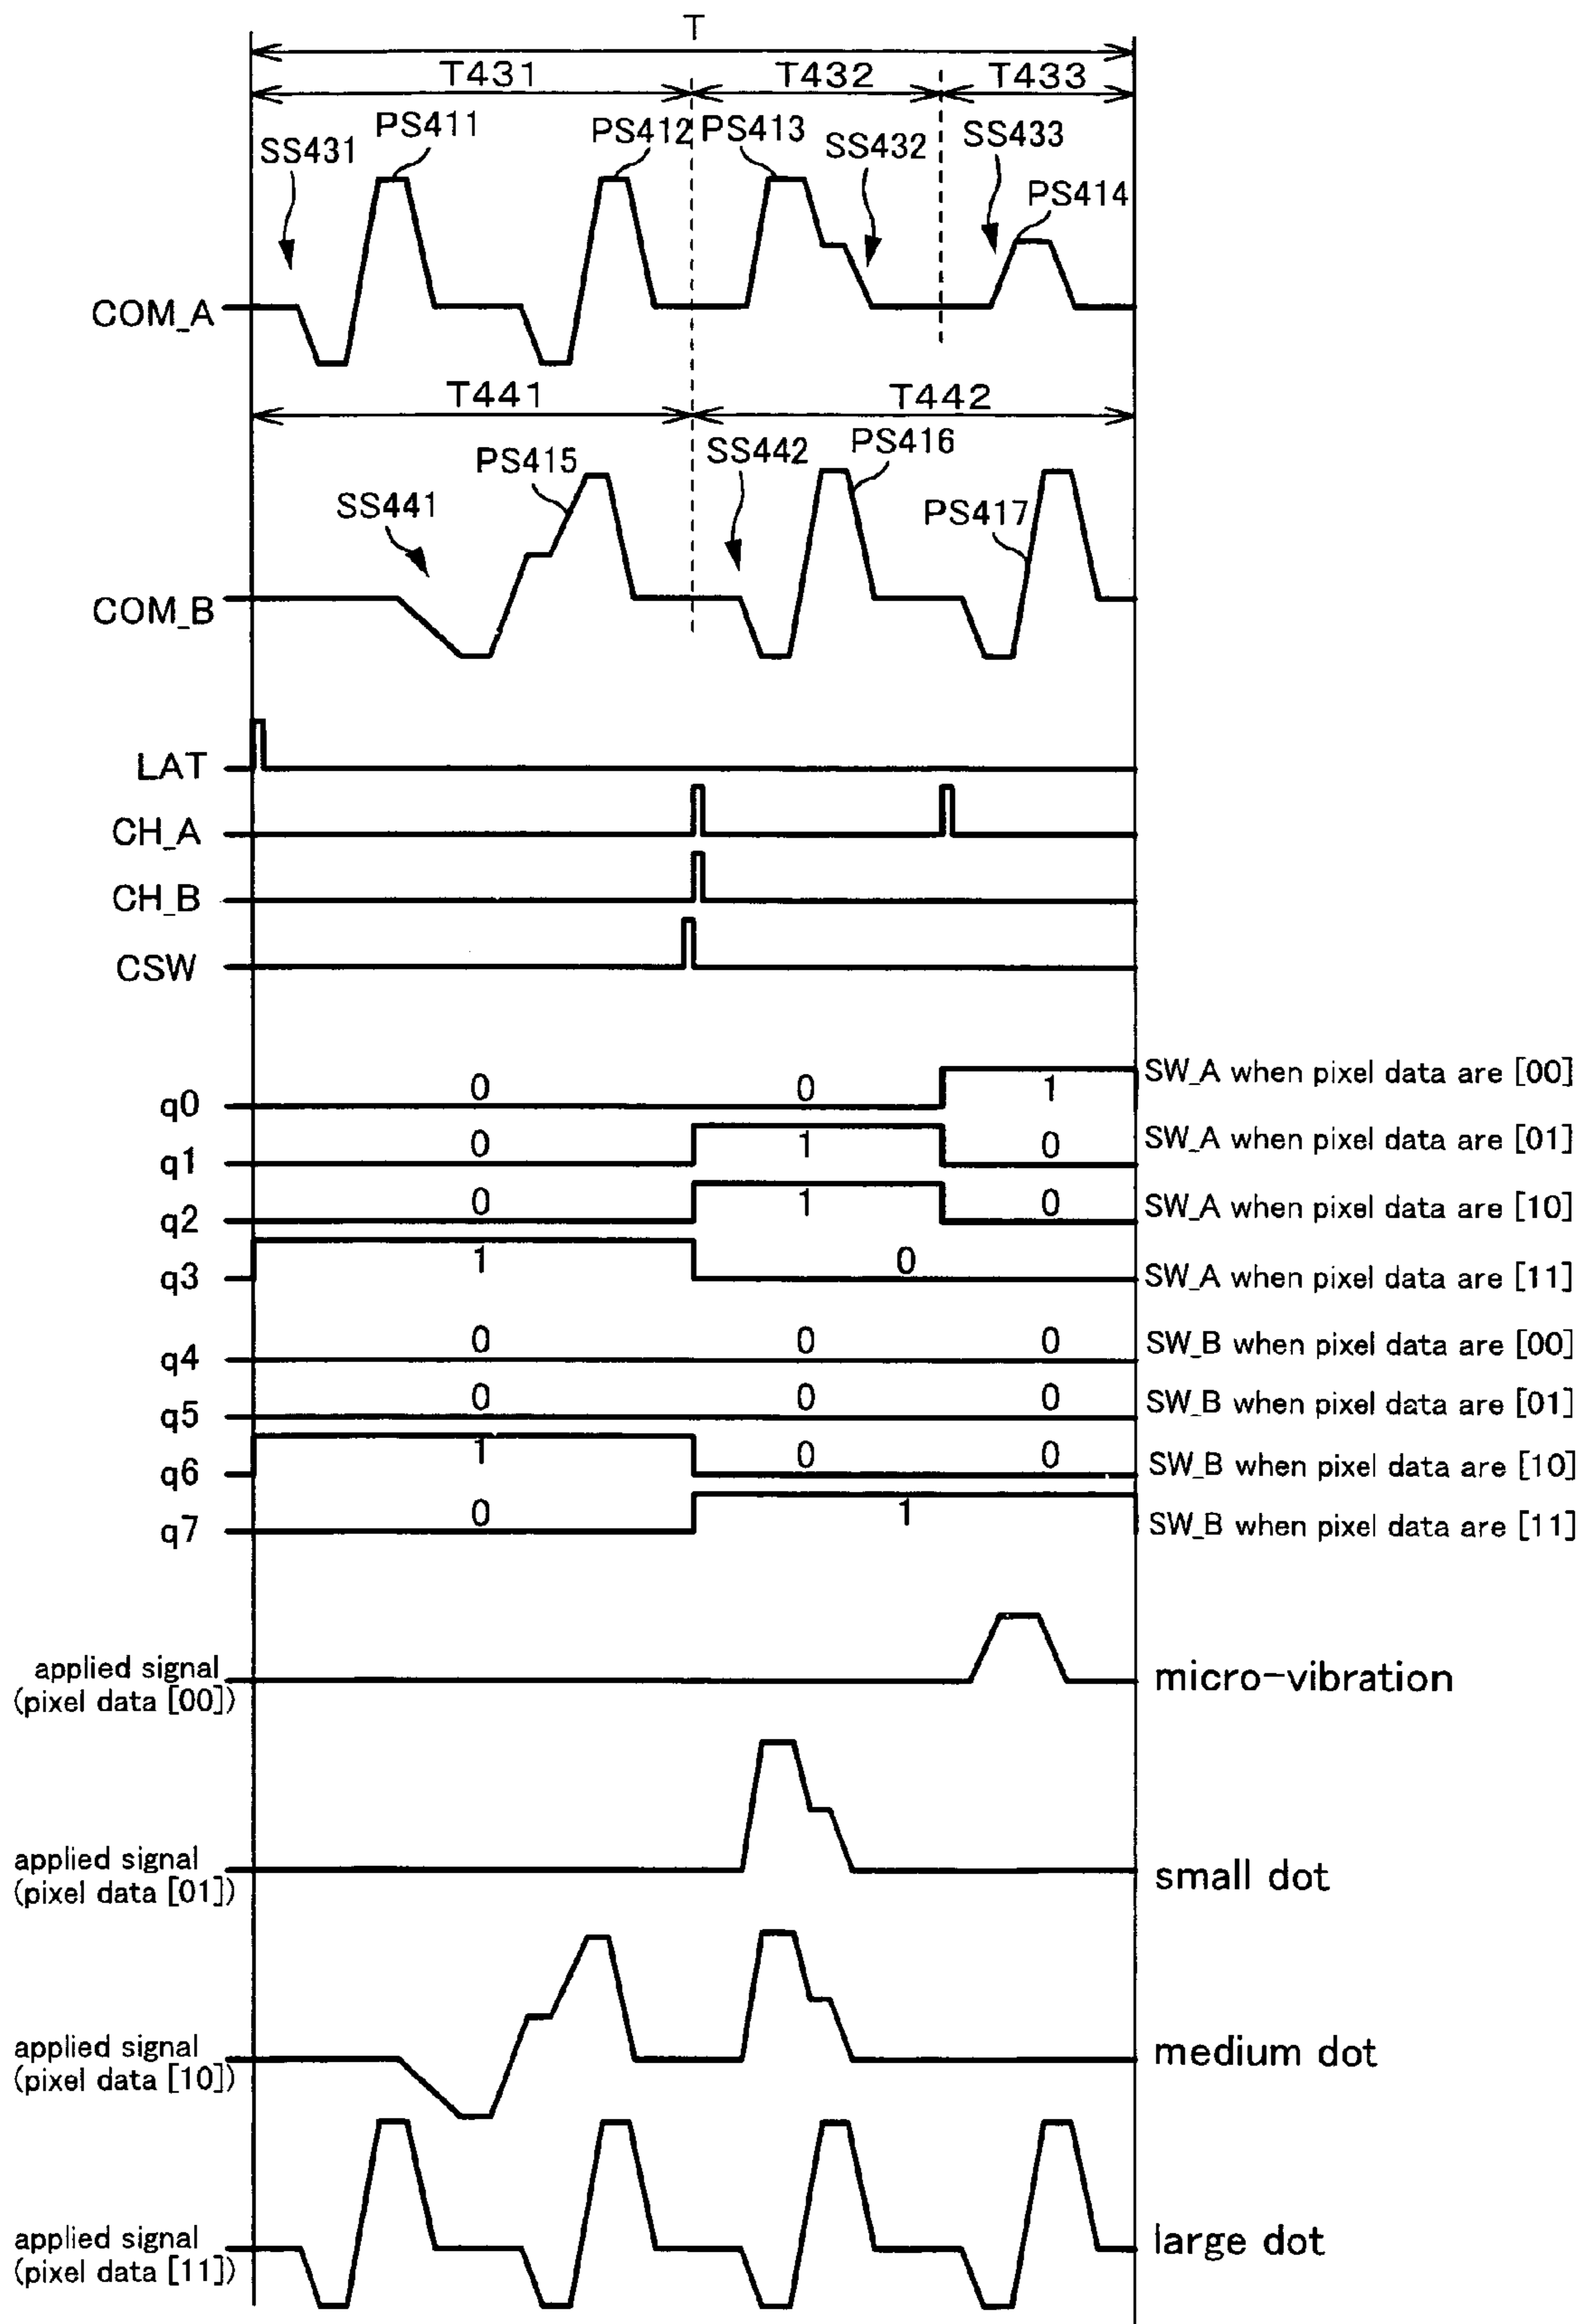 T
T431 T432 T433
PS411 PS412 PS413 SS433
SS431 SS432
PS414
COM_A
T441 T442
PS415 SS442 PS416
SS441 PS417
COM_B
LAT
CH_A
CH_B
CSW
q0 0 0 1 SW_A when pixel data are [00]
q1 0 1 0 SW_A when pixel data are [01]
q2 0 1 0 SW_A when pixel data are [10]
q3 1 0 SW_A when pixel data are [11]
q4 0 0 0 SW_B when pixel data are [00]
q5 0 0 0 SW_B when pixel data are [01]
q6 1 0 0 SW_B when pixel data are [10]
q7 0 1 SW_B when pixel data are [11]
applied signal
(pixel data [00]) micro-vibration
applied signal
(pixel data [01]) small dot
applied signal
(pixel data [10]) medium dot
applied signal
(pixel data [11]) large dot